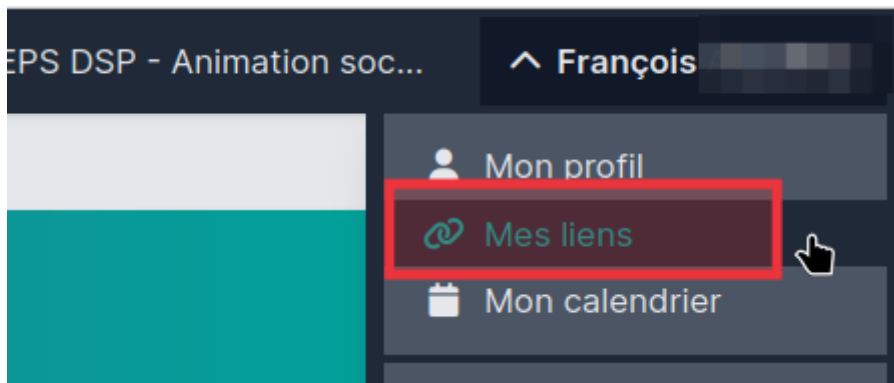 EPS DSP - Animation soc...
François
Mon profil
Mes liens
Mon calendrier